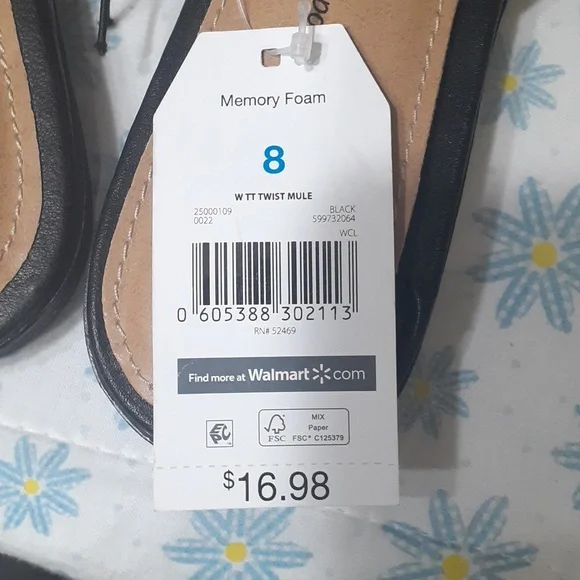 Memory Foam
8
W TT TWIST MULE
25000109 BLACK
0022 599732064
WCL
0 605388 302113
RN# 52469
Find more at Walmart.com
EPC
FSC
MIX
Paper
FSC® C125379
$16.98